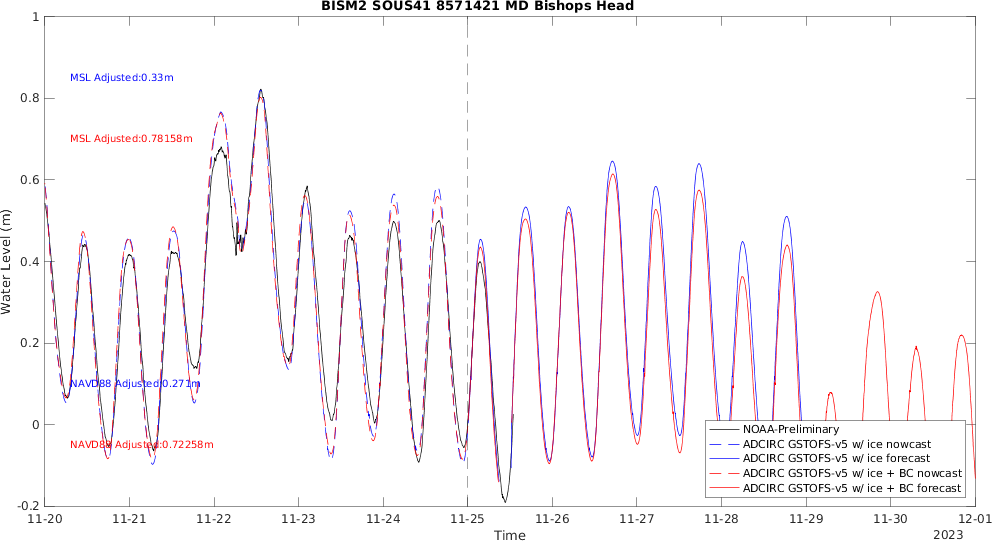 BISM2 SOUS41 8571421 MD Bishops Head
1
0.8
0.6
0.4
0.2
0
-0.2
Water Level (m)
MSL Adjusted:0.33m
MSL Adjusted:0.78158m
NAVD88 Adjusted:0.271m
NAVD88 Adjusted:0.72258m
NOAA-Preliminary
ADCIRC GSTOFS-v5 w/ ice nowcast
ADCIRC GSTOFS-v5 w/ ice forecast
ADCIRC GSTOFS-v5 w/ ice + BC nowcast
ADCIRC GSTOFS-v5 w/ ice + BC forecast
11-20 11-21 11-22 11-23 11-24 11-25 11-26 11-27 11-28 11-29 11-30 12-01
Time
2023